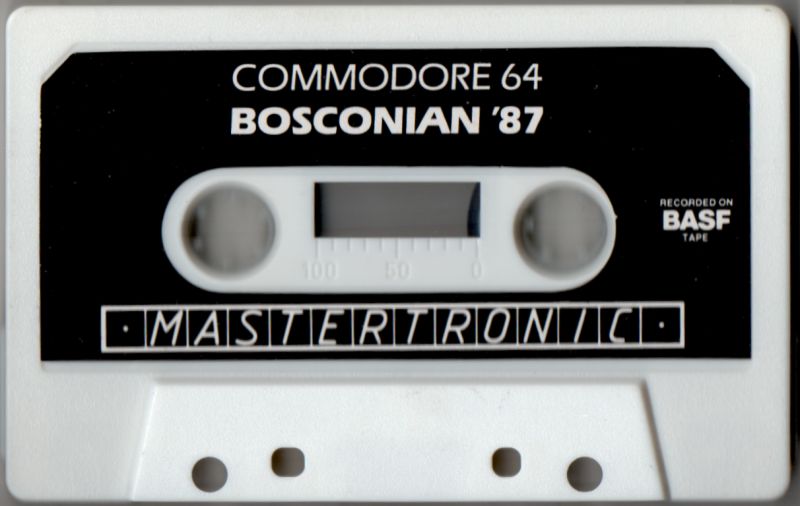 COMMODORE 64
BOSCONIAN '87
RECORDED ON
BASF
TAPE
100 50 0
· MASTERTRONIC ·